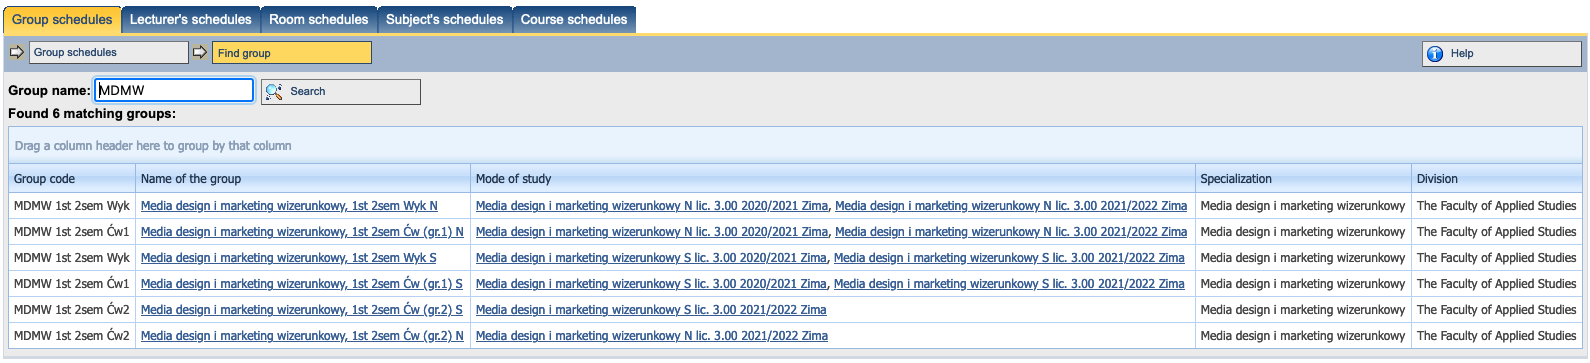 Group schedules Lecturer's schedules Room schedules Subject's schedules Course schedules
Group schedules Find group Help
Group name: MDMW Search
Found 6 matching groups:
Drag a column header here to group by that column
Group code Name of the group Mode of study Specialization Division
MDMW 1st 2sem Wyk Media design i marketing wizerunkowy, 1st 2sem Wyk N Media design i marketing wizerunkowy N lic. 3.00 2020/2021 Zima, Media design i marketing wizerunkowy N lic. 3.00 2021/2022 Zima Media design i marketing wizerunkowy The Faculty of Applied Studies
MDMW 1st 2sem Ćw1 Media design i marketing wizerunkowy, 1st 2sem Ćw (gr.1) N Media design i marketing wizerunkowy N lic. 3.00 2020/2021 Zima, Media design i marketing wizerunkowy N lic. 3.00 2021/2022 Zima Media design i marketing wizerunkowy The Faculty of Applied Studies
MDMW 1st 2sem Wyk Media design i marketing wizerunkowy, 1st 2sem Wyk S Media design i marketing wizerunkowy S lic. 3.00 2020/2021 Zima, Media design i marketing wizerunkowy S lic. 3.00 2021/2022 Zima Media design i marketing wizerunkowy The Faculty of Applied Studies
MDMW 1st 2sem Ćw1 Media design i marketing wizerunkowy, 1st 2sem Ćw (gr.1) S Media design i marketing wizerunkowy S lic. 3.00 2020/2021 Zima, Media design i marketing wizerunkowy S lic. 3.00 2021/2022 Zima Media design i marketing wizerunkowy The Faculty of Applied Studies
MDMW 1st 2sem Ćw2 Media design i marketing wizerunkowy, 1st 2sem Ćw (gr.2) S Media design i marketing wizerunkowy S lic. 3.00 2021/2022 Zima Media design i marketing wizerunkowy The Faculty of Applied Studies
MDMW 1st 2sem Ćw2 Media design i marketing wizerunkowy, 1st 2sem Ćw (gr.2) N Media design i marketing wizerunkowy N lic. 3.00 2021/2022 Zima Media design i marketing wizerunkowy The Faculty of Applied Studies